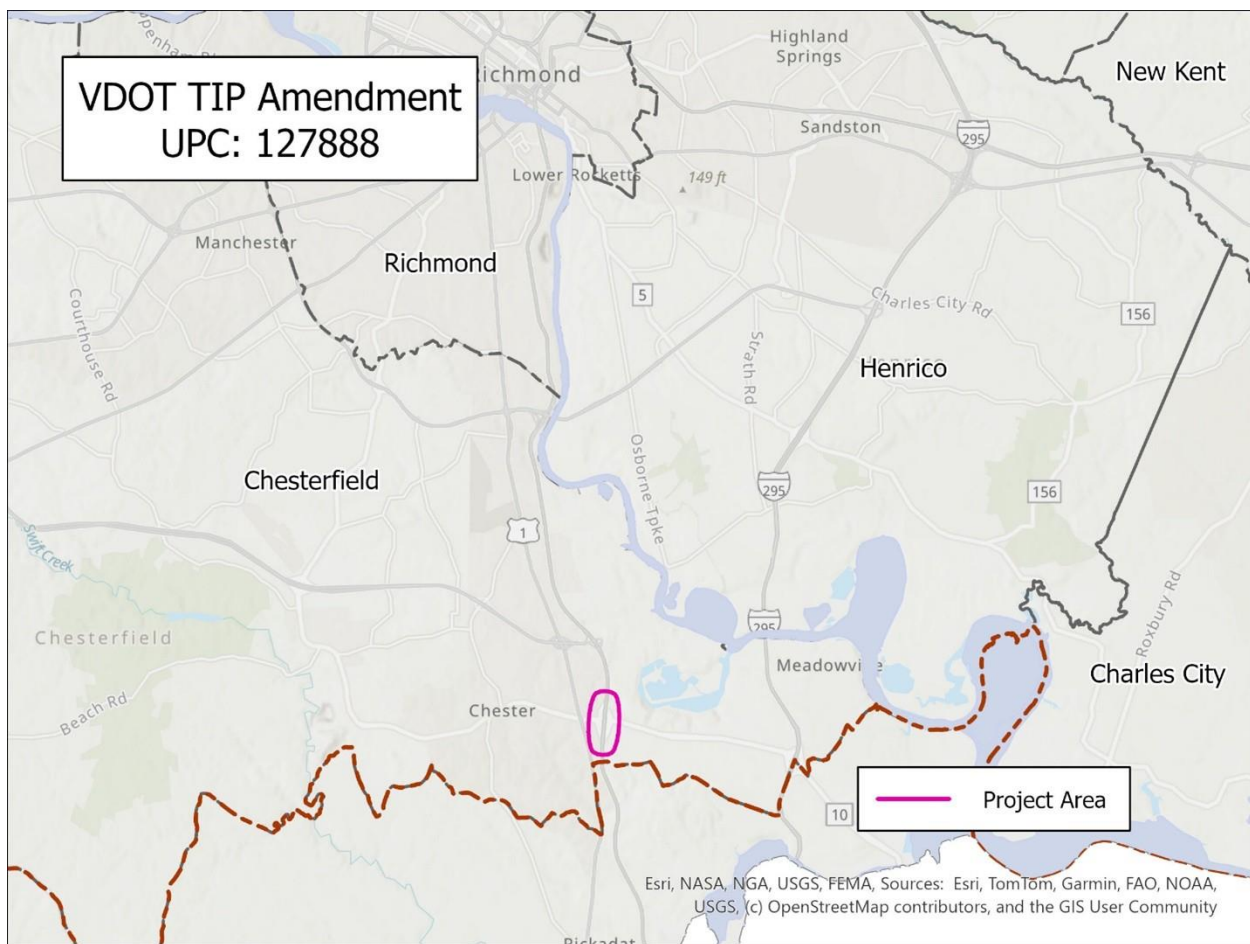 Highland
Springs
New Kent
VDOT TIP Amendment
UPC: 127888
Richmond
295
Sandston
Lower Rocketts
149 ft
Manchester
Richmond
5
Charles City Rd
156
Courthouse Rd
Strath Rd
Henrico
Osborne Tpke
Chesterfield
295
156
1
Swift Creek
295
Roxbury Rd
Chesterfield
Meadowville
Charles City
Beach Rd
Chester
Project Area
10
Esri, NASA, NGA, USGS, FEMA, Sources: Esri, TomTom, Garmin, FAO, NOAA,
USGS, (c) OpenStreetMap contributors, and the GIS User Community